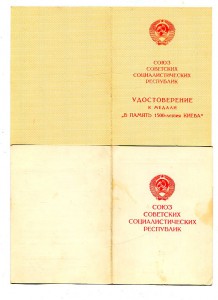 СОЮЗ
СОВЕТСКИХ
СОЦИАЛИСТИЧЕСКИХ
РЕСПУБЛИК
УДОСТОВЕРЕНИЕ
К МЕДАЛИ
„В ПАМЯТЬ 1500-летия КИЕВА“
СОЮЗ
СОВЕТСКИХ
СОЦИАЛИСТИЧЕСКИХ
РЕСПУБЛИК